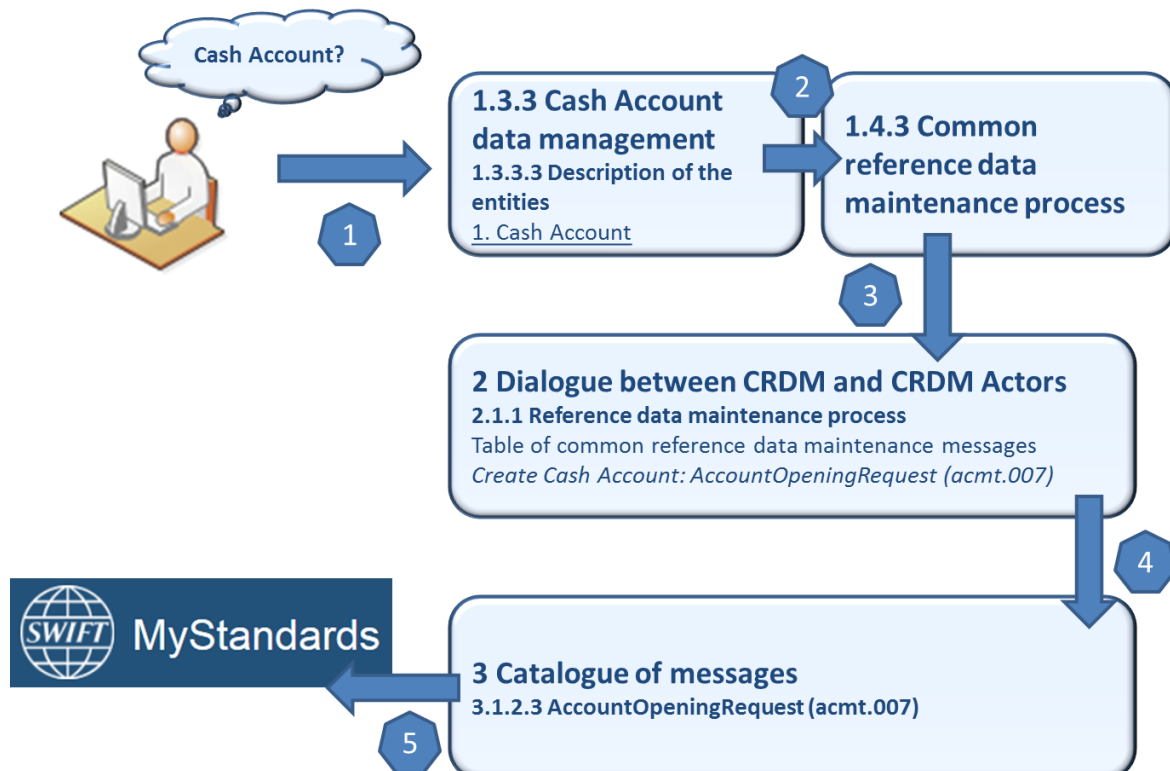 Cash Account?
1.3.3 Cash Account
data management
1.3.3.3 Description of the
entities
1. Cash Account
2
1.4.3 Common
reference data
maintenance process
1
3
2 Dialogue between CRDM and CRDM Actors
2.1.1 Reference data maintenance process
Table of common reference data maintenance messages
Create Cash Account: AccountOpeningRequest (acmt.007)
4
SWIFT MyStandards
3 Catalogue of messages
3.1.2.3 AccountOpeningRequest (acmt.007)
5